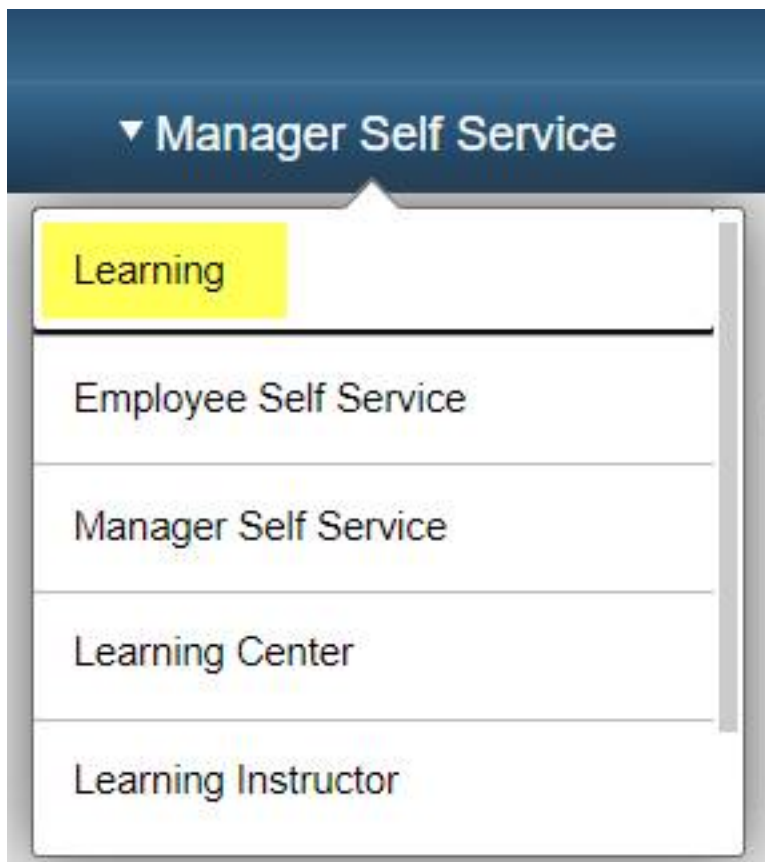 Manager Self Service
Learning
Employee Self Service
Manager Self Service
Learning Center
Learning Instructor